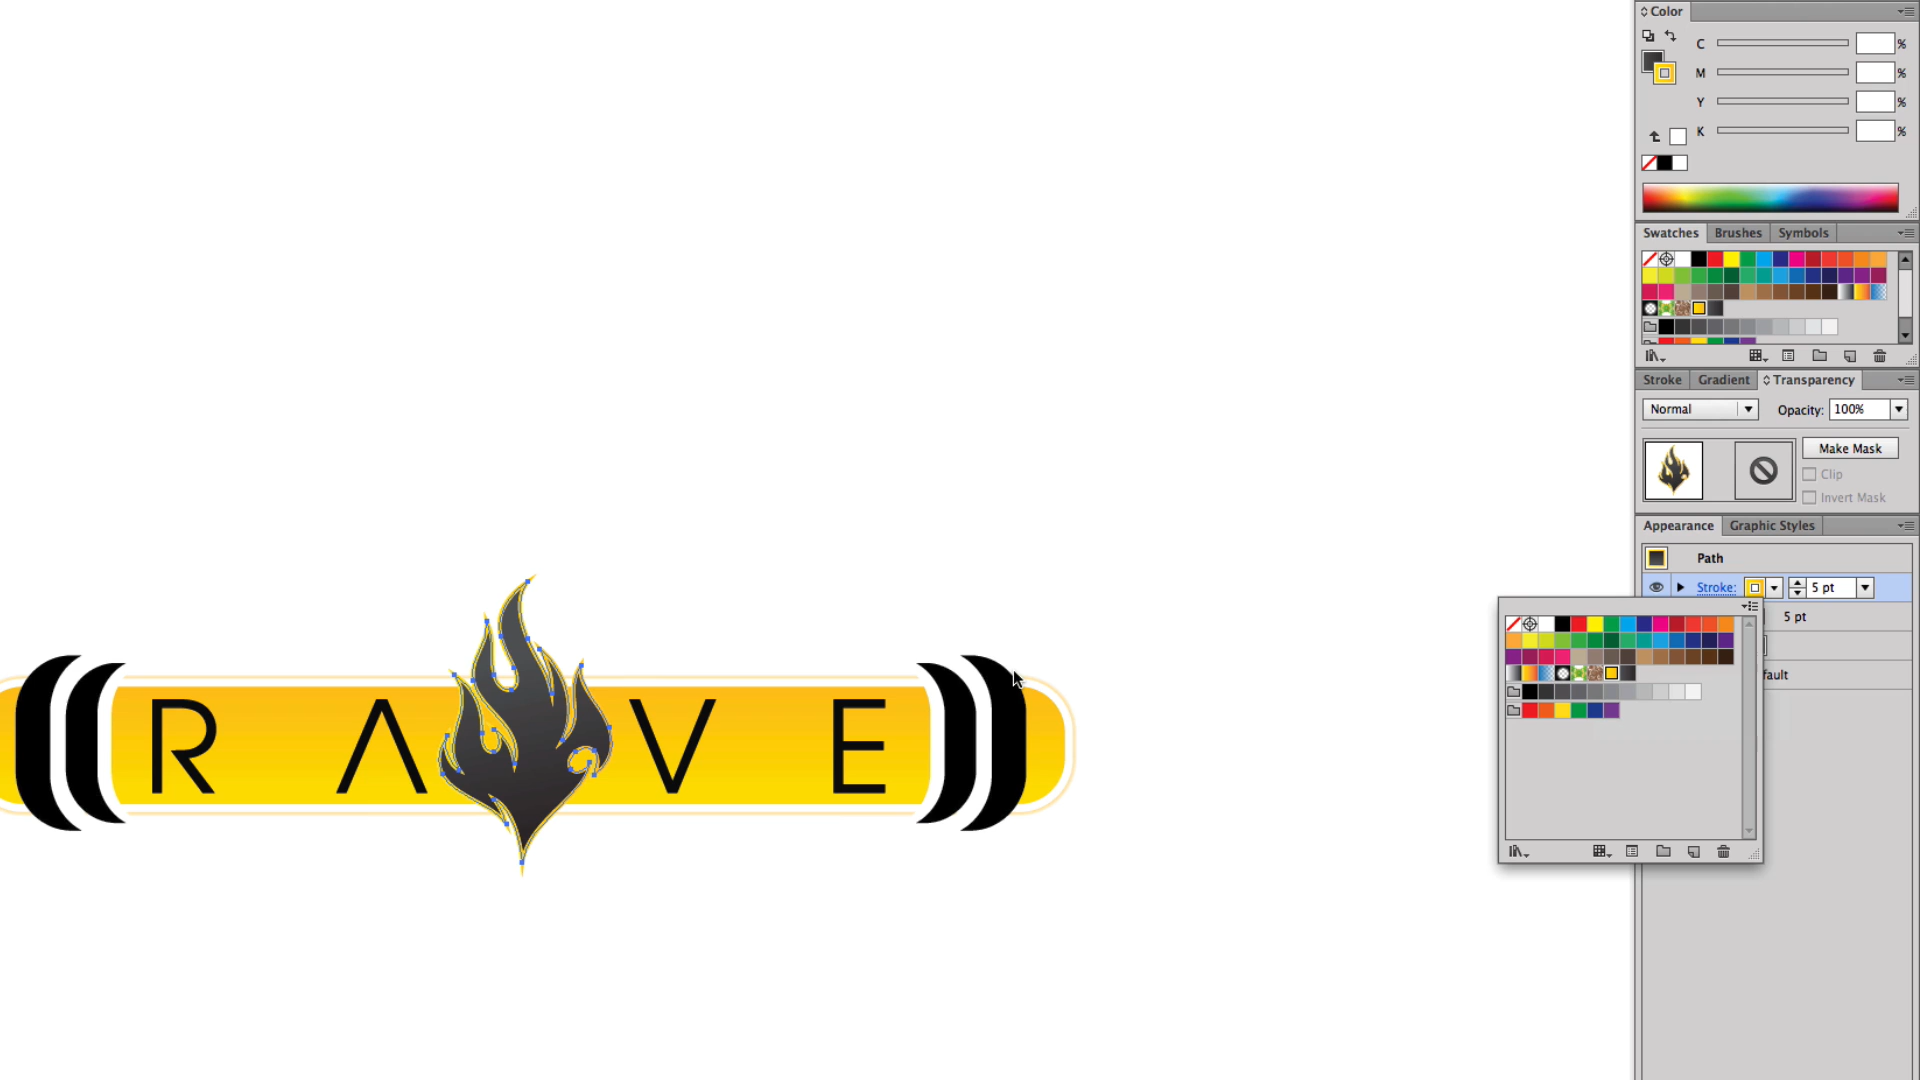 Color
C %
M %
Y %
K %
Swatches Brushes Symbols
Stroke Gradient Transparency
Normal Opacity: 100%
Make Mask
Clip
Invert Mask
Appearance Graphic Styles
Path
Stroke: 5 pt
5 pt
fault
R A V E